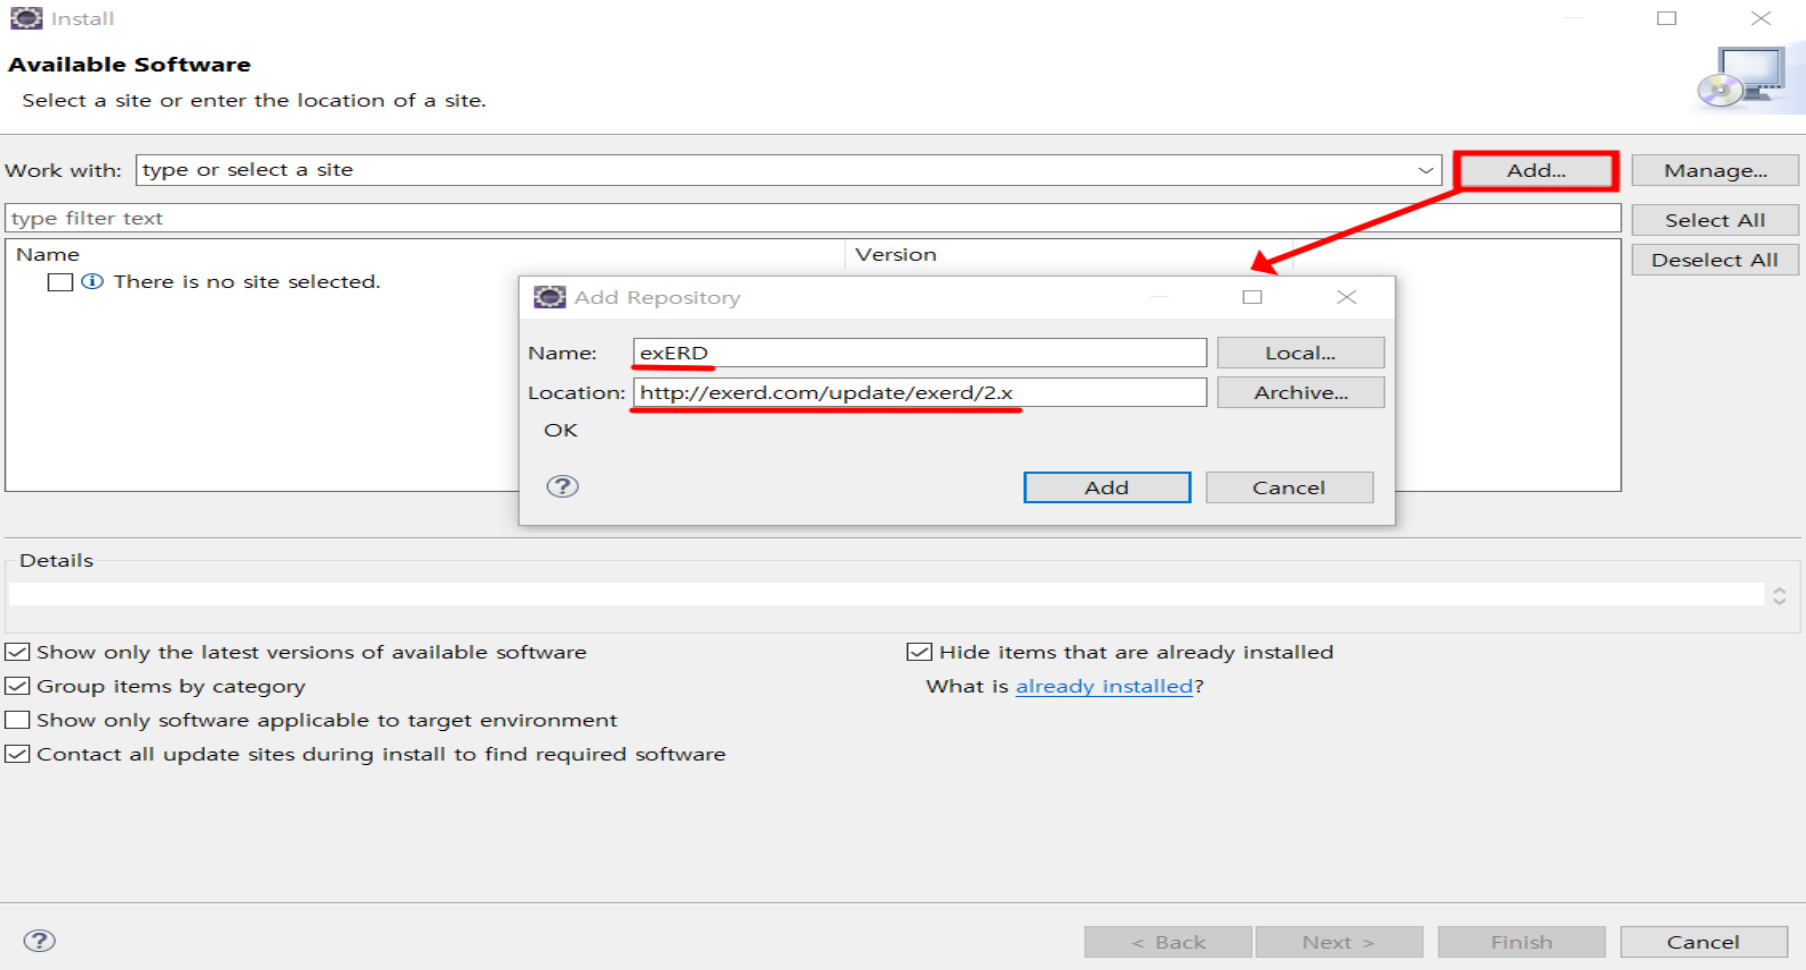 Install
Available Software
Select a site or enter the location of a site.
Work with: type or select a site Add... Manage...
type filter text Select All
Name Version Deselect All
There is no site selected.
Add Repository
Name: exERD Local...
Location: http://exerd.com/update/exerd/2.x Archive...
OK
? Add Cancel
Details
Show only the latest versions of available software Hide items that are already installed
Group items by category What is already installed?
Show only software applicable to target environment
Contact all update sites during install to find required software
? < Back Next > Finish Cancel